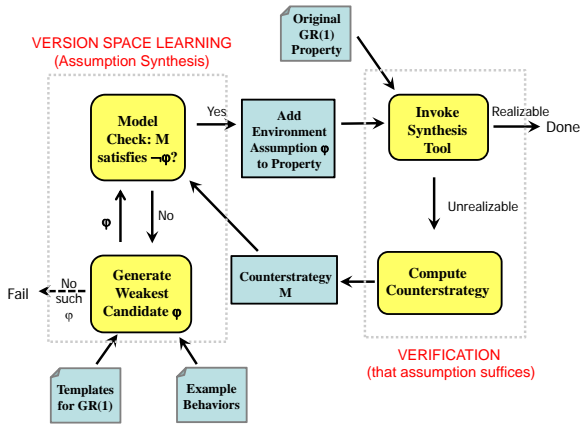 Original
GR(1)
Property
VERSION SPACE LEARNING
(Assumption Synthesis)
Model
Check: M
satisfies ¬φ?
Yes
Add
Environment
Assumption φ
to Property
Invoke
Synthesis
Tool
Realizable
Done
φ
No
Unrealizable
Generate
Weakest
Candidate φ
Counterstrategy
M
Compute
Counterstrategy
Fail
No
such
φ
VERIFICATION
(that assumption suffices)
Templates
for GR(1)
Example
Behaviors